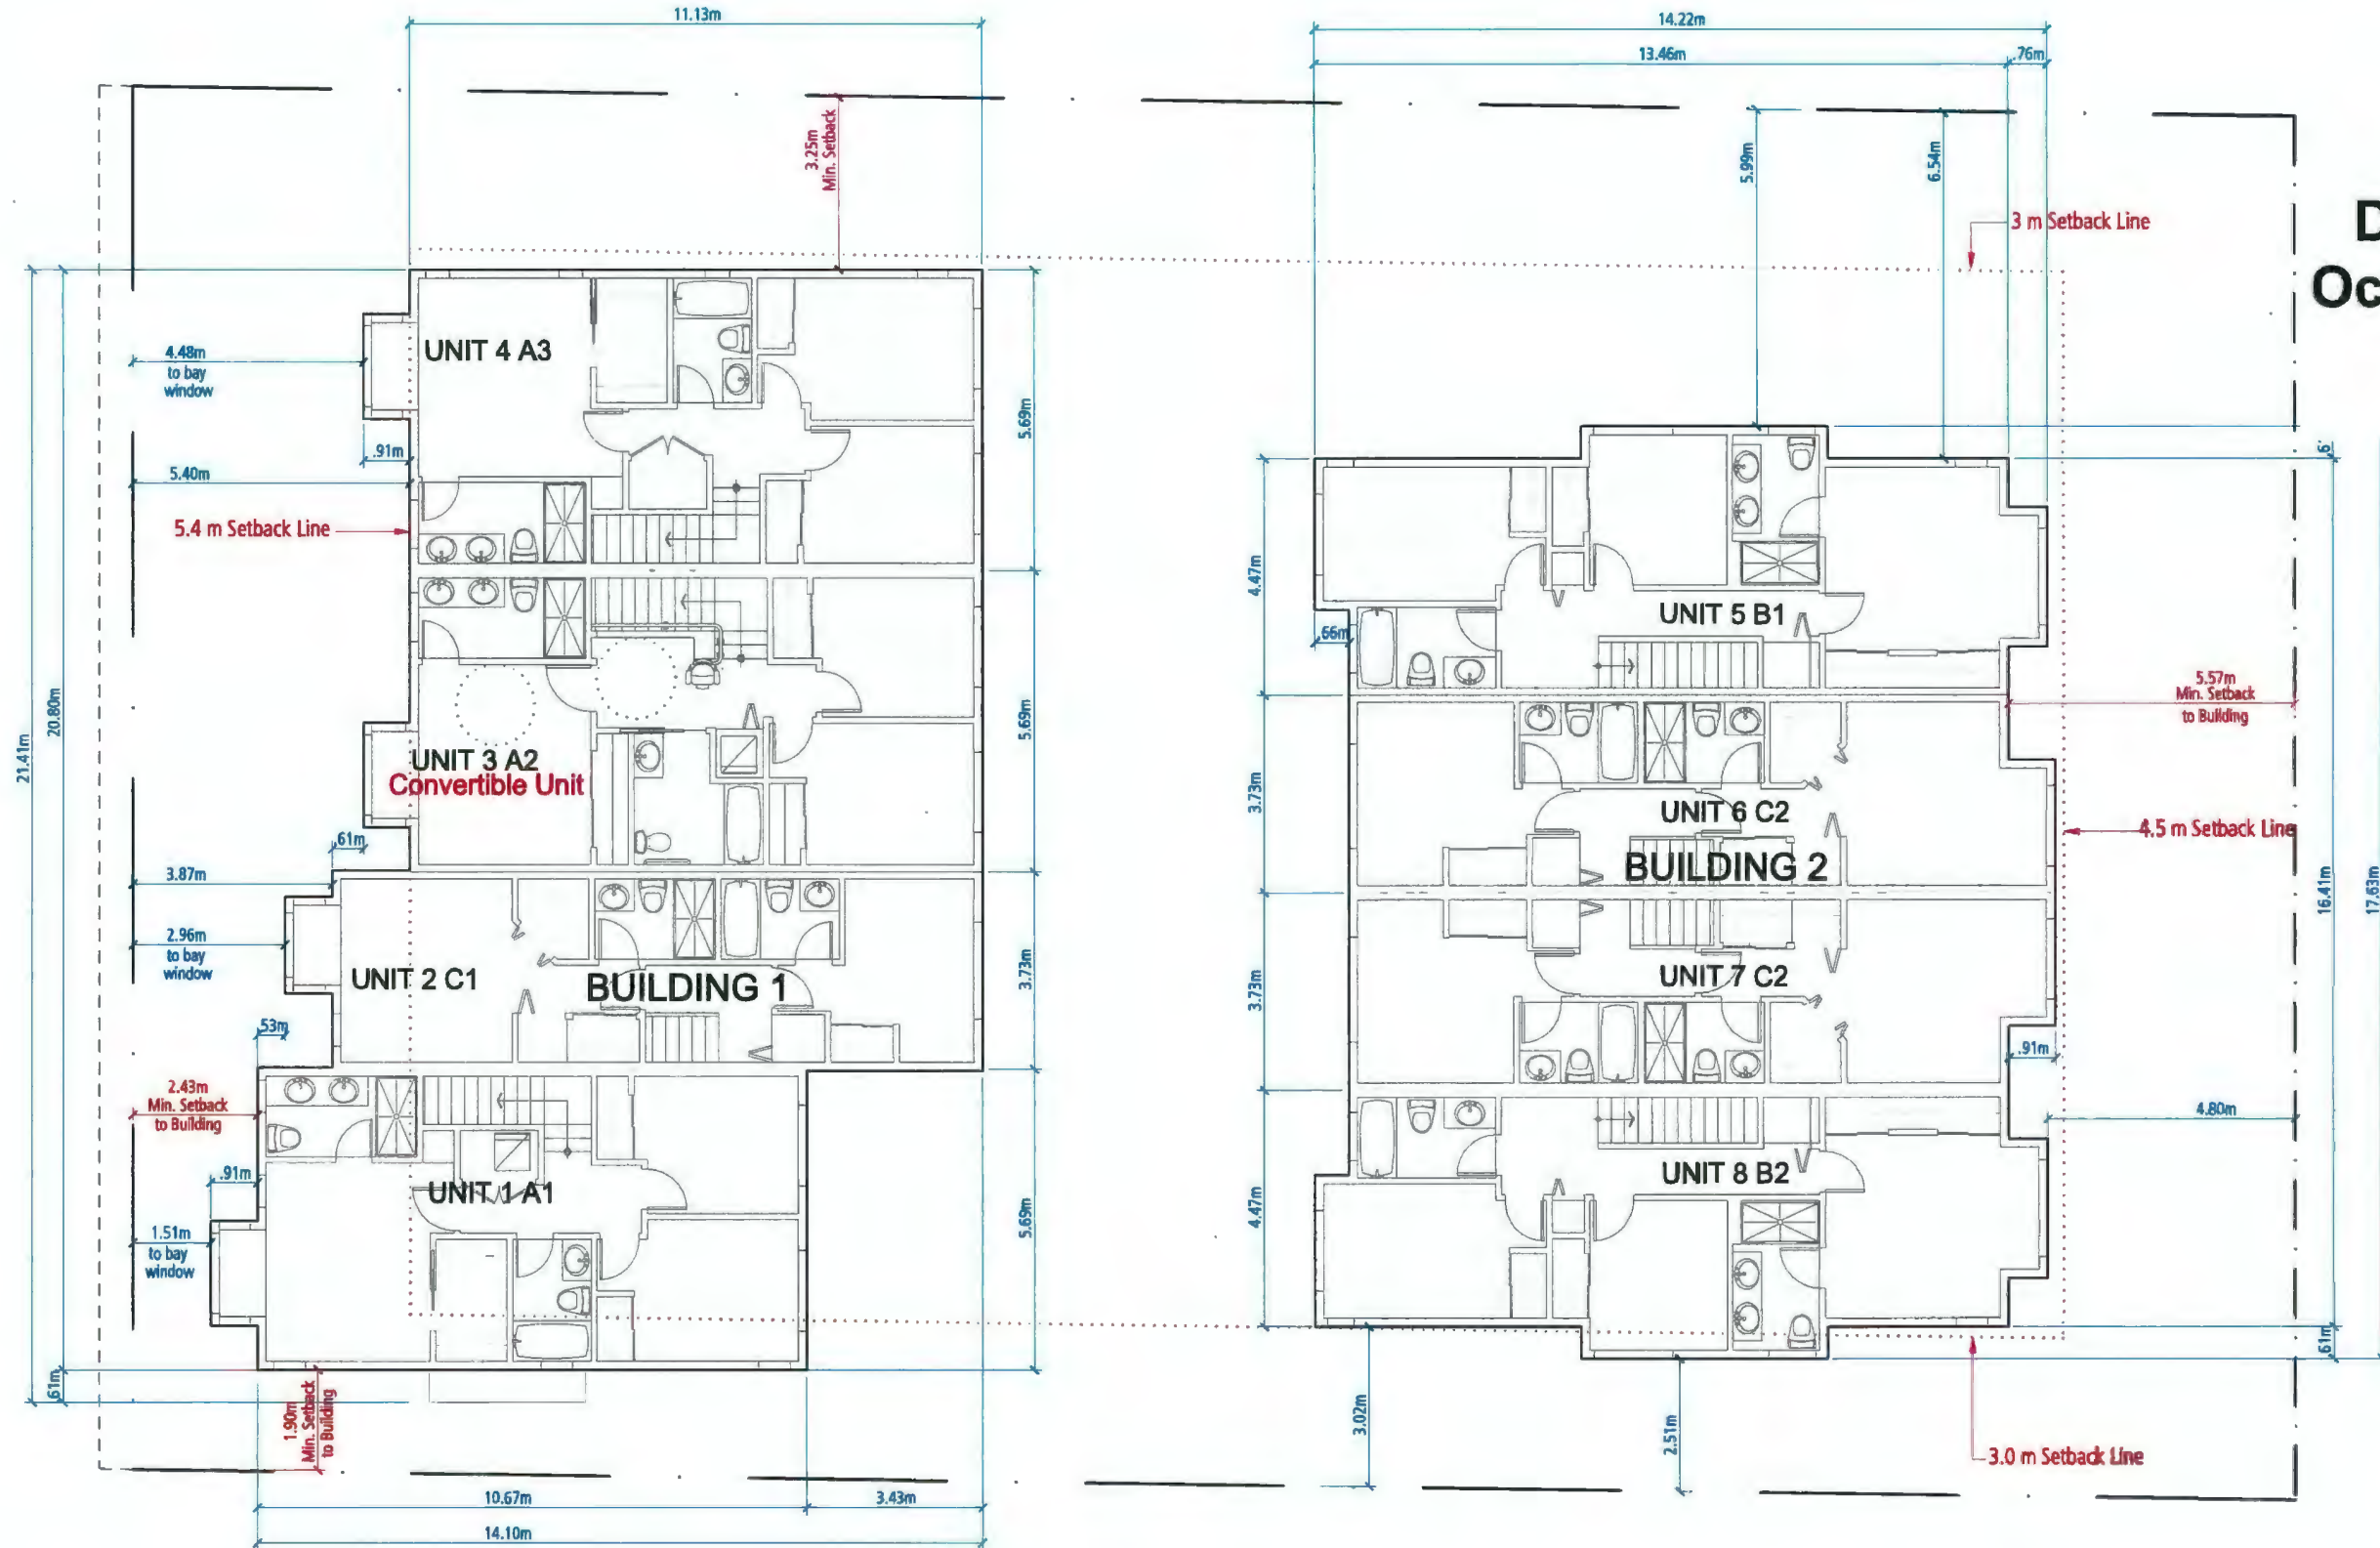 11.13m
14.22m
13.46m
.76m
3.25m
Min. Setback
5.99m
6.54m
3 m Setback Line
D
Oc
UNIT 4 A3
4.48m
to bay
window
.91m
5.40m
5.4 m Setback Line
5.69m
4.47m
UNIT 5 B1
.66m
5.57m
Min. Setback
to Building
21.41m
20.80m
UNIT 3 A2
Convertible Unit
5.69m
3.73m
UNIT 6 C2
4.5 m Setback Line
.61m
3.87m
BUILDING 2
16.41m
17.63m
2.96m
to bay
window
UNIT 2 C1
BUILDING 1
3.73m
3.73m
UNIT 7 C2
.53m
.91m
2.43m
Min. Setback
to Building
4.80m
.91m
UNIT 1 A1
UNIT 8 B2
1.51m
to bay
window
5.69m
4.47m
.61m
.61m
1.90m
Min. Setback
to Building
3.02m
2.51m
3.0 m Setback Line
10.67m
3.43m
14.10m